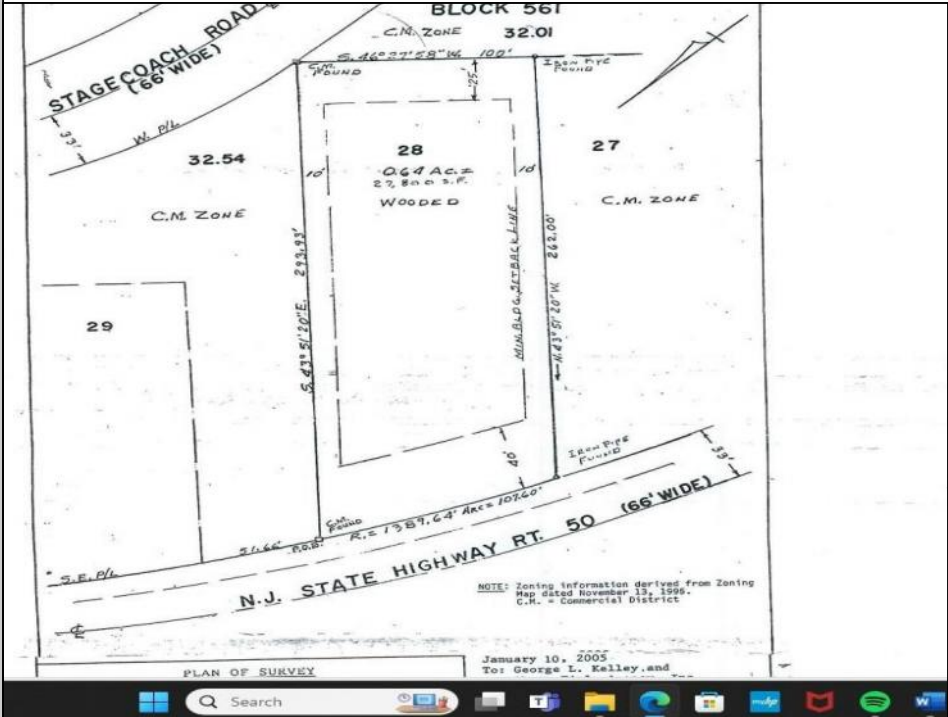 BLOCK 561
STAGECOACH ROAD
(66' WIDE)
C.M. ZONE 32.01
S. 46° 27' 58" W. 100'
C.M. FOUND
IRON PIPE
FOUND
25'
33'
W. P/L
32.54
C.M. ZONE
10'
28
0.64 AC.±
27,800 S.F.
WOODED
10'
27
C.M. ZONE
S. 43° 51' 20" E. 293.93'
MIN. BLDG. SETBACK LINE
N. 43° 51' 20" W. 262.00'
29
40'
IRON PIPE
FOUND
33'
C.M.
FOUND
S.E. P/L
51.66'
P.O.B.
R. = 1389.64' ARC = 107.60'
N.J. STATE HIGHWAY RT. 50 (66' WIDE)
NOTE: Zoning information derived from Zoning
Map dated November 13, 1996.
C.M. = Commercial District
PLAN OF SURVEY
January 10, 2005
To: George L. Kelley, and
Search